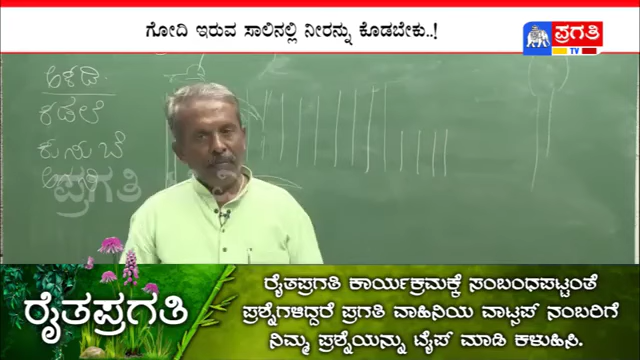 ಗೋದಿ ಇರುವ ಸಾಲಿನಲ್ಲಿ ನೀರನ್ನು ಕೊಡಬೇಕು..!
ಪ್ರಗತಿ
TV
ಕಡಲೆ
ಕುಸುಬೆ
ಪ್ರಗತಿ
ರೈತಪ್ರಗತಿ
ರೈತಪ್ರಗತಿ ಕಾರ್ಯಕ್ರಮಕ್ಕೆ ಸಂಬಂಧಪಟ್ಟಂತೆ
ಪ್ರಶ್ನೆಗಳಿದ್ದರೆ ಪ್ರಗತಿ ವಾಹಿನಿಯ ವಾಟ್ಸಪ್ ನಂಬರಿಗೆ
ನಿಮ್ಮ ಪ್ರಶ್ನೆಯನ್ನು ಟೈಪ್ ಮಾಡಿ ಕಳುಹಿಸಿ.